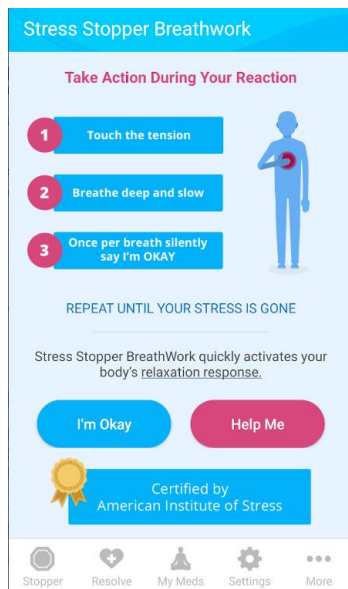 Stress Stopper Breathwork
Take Action During Your Reaction
1
Touch the tension
2
Breathe deep and slow
3
Once per breath silently
say I'm OKAY
REPEAT UNTIL YOUR STRESS IS GONE
Stress Stopper BreathWork quickly activates your
body's relaxation response.
I'm Okay
Help Me
Certified by
American Institute of Stress
Stopper
Resolve
My Meds
Settings
More